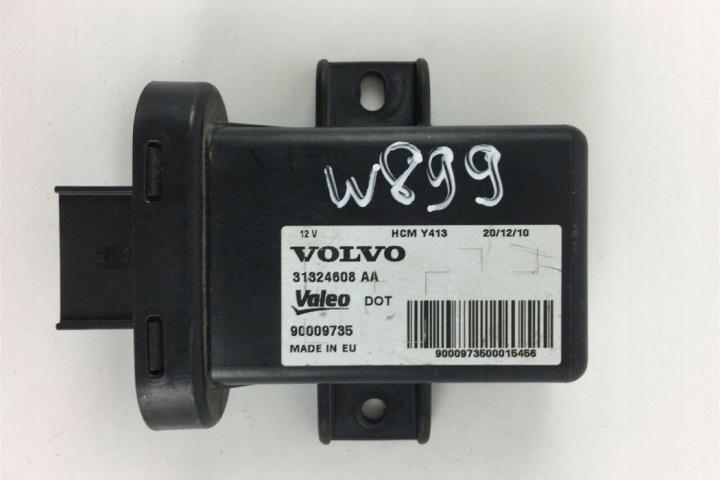 w899
12 V HCM Y413 20/12/10
VOLVO
31324608 AA
Valeo DOT
90009735
MADE IN EU
9000973500015456